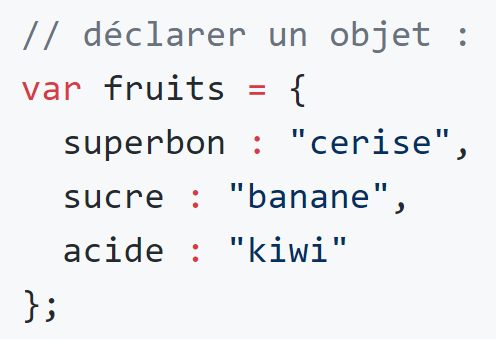 // déclarer un objet :
var fruits = {
  superbon : "cerise",
  sucre : "banane",
  acide : "kiwi"
};